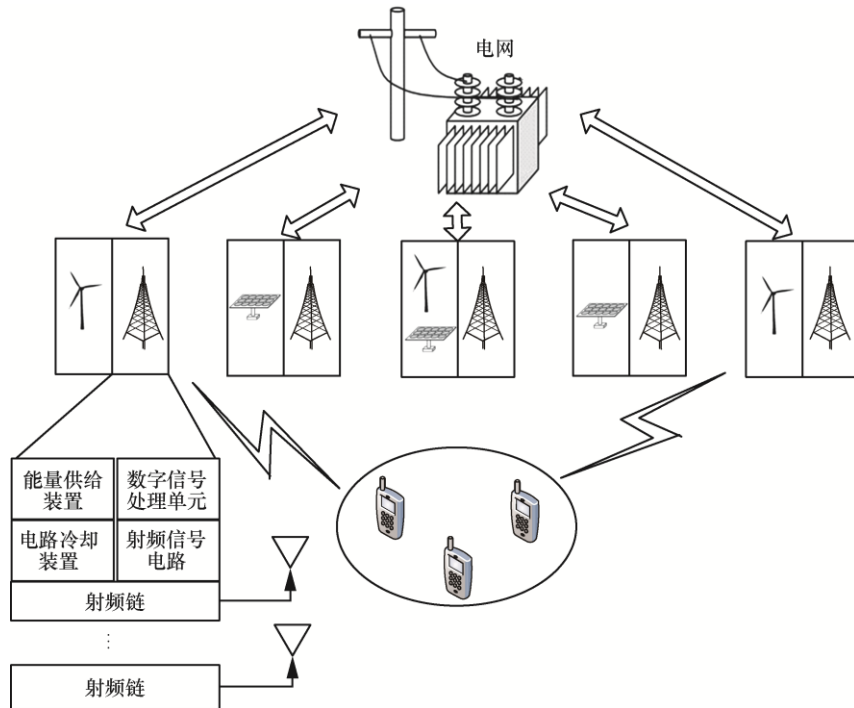 电网
能量供给
装置
数字信号
处理单元
电路冷却
装置
射频信号
电路
射频链
⋮
射频链